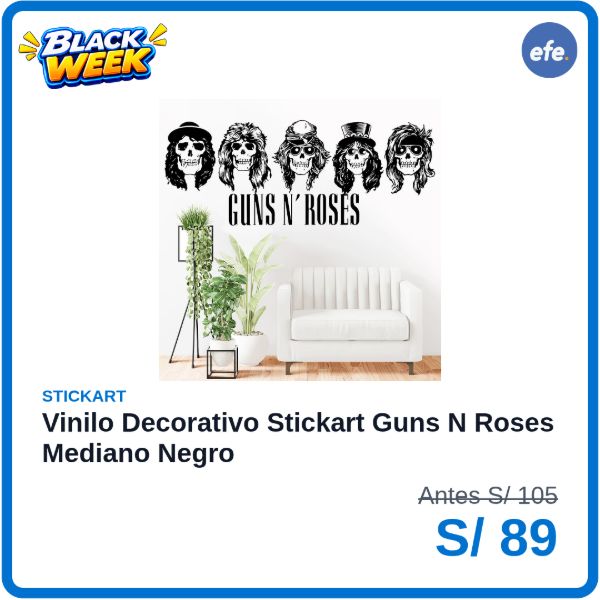 BLACK
WEEK
efe.
GUNS N' ROSES
STICKART
Vinilo Decorativo Stickart Guns N Roses
Mediano Negro
Antes S/ 105
S/ 89